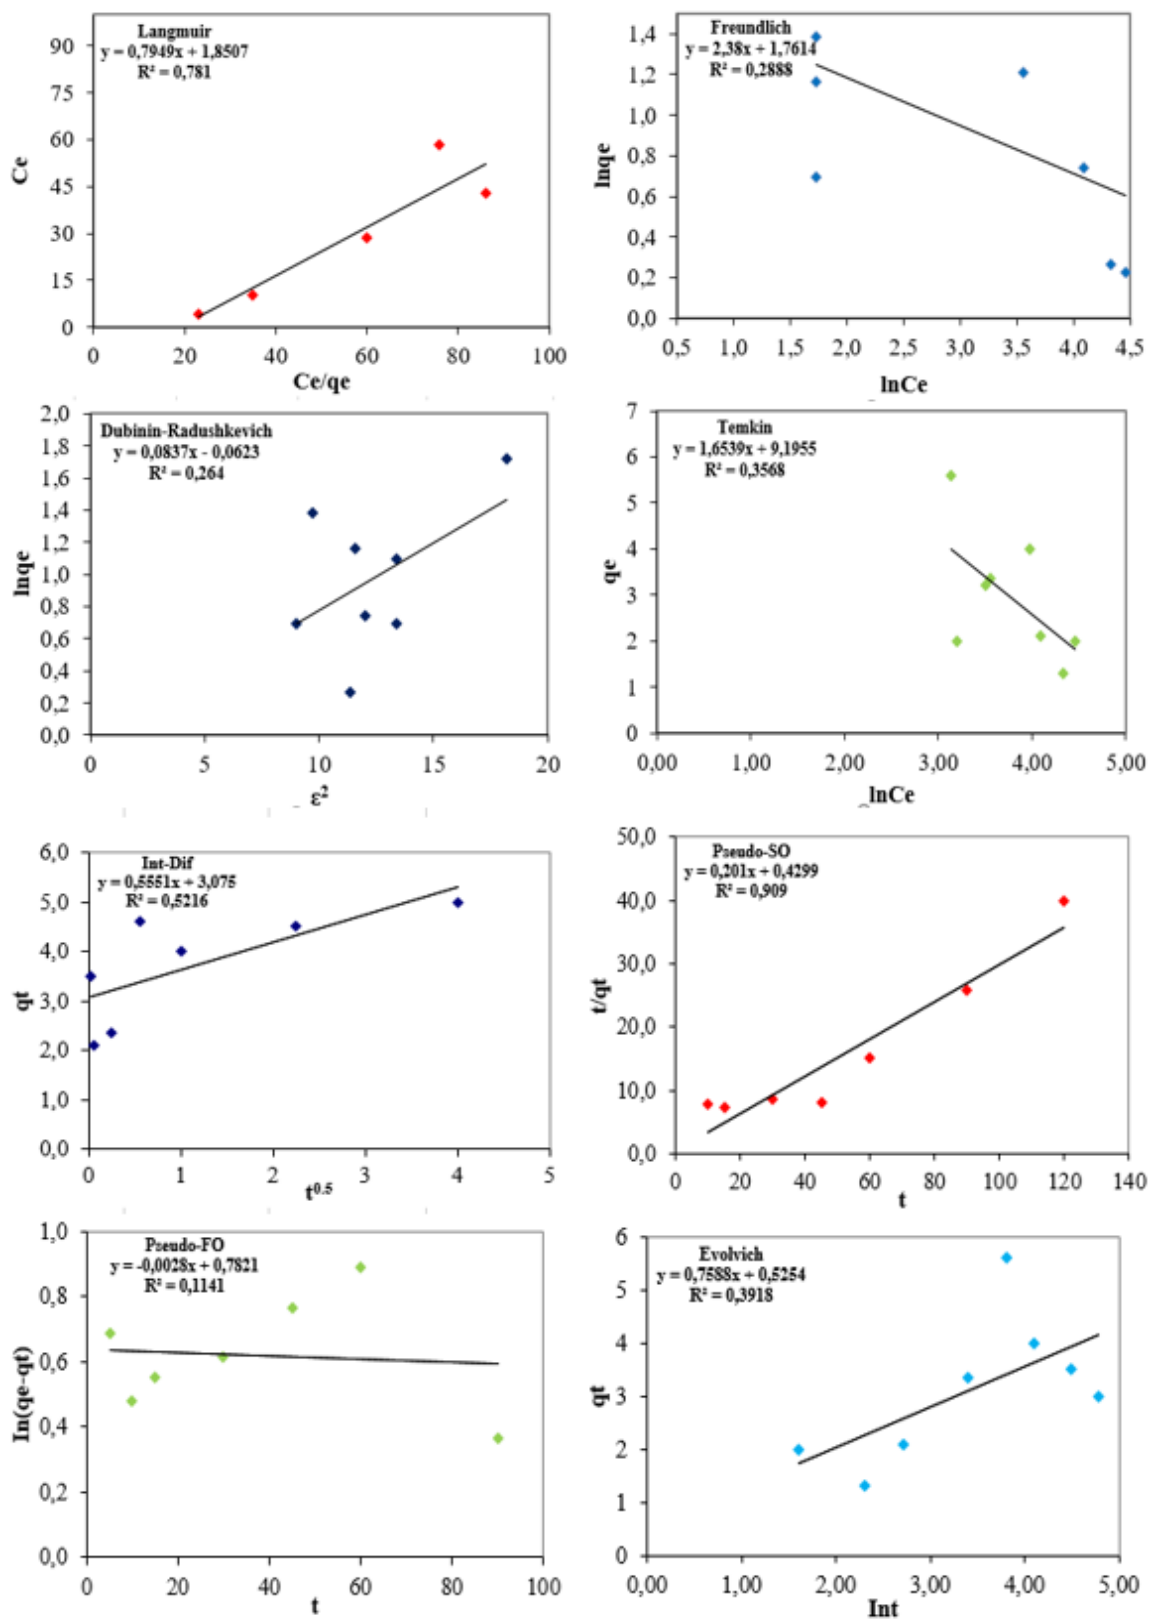 Langmuir
y = 0,7949x + 1,8507
R² = 0,781
90
75
60
45
30
15
0
Ce
0 20 40 60 80 100
Ce/qe
Freundlich
y = 2,38x + 1,7614
R² = 0,2888
1,4
1,2
1,0
0,8
0,6
0,4
0,2
0,0
lnqe
0,5 1,0 1,5 2,0 2,5 3,0 3,5 4,0 4,5
lnCe
Dubinin-Radushkevich
y = 0,0837x - 0,0623
R² = 0,264
2,0
1,8
1,6
1,4
1,2
1,0
0,8
0,6
0,4
0,2
0,0
lnqe
0 5 10 15 20
ε²
Temkin
y = 1,6539x + 9,1955
R² = 0,3568
7
6
5
4
3
2
1
0
qe
0,00 1,00 2,00 3,00 4,00 5,00
lnCe
Int-Dif
y = 0,5551x + 3,075
R² = 0,5216
6,0
5,0
4,0
3,0
2,0
1,0
0,0
qt
0 1 2 3 4 5
t⁰·⁵
Pseudo-SO
y = 0,201x + 0,4299
R² = 0,909
50,0
40,0
30,0
20,0
10,0
0,0
t/qt
0 20 40 60 80 100 120 140
t
Pseudo-FO
y = -0,0028x + 0,7821
R² = 0,1141
1,0
0,8
0,6
0,4
0,2
0,0
In(qe-qt)
0 20 40 60 80 100
t
Evolvich
y = 0,7588x + 0,5254
R² = 0,3918
6
5
4
3
2
1
0
qt
0,00 1,00 2,00 3,00 4,00 5,00
Int